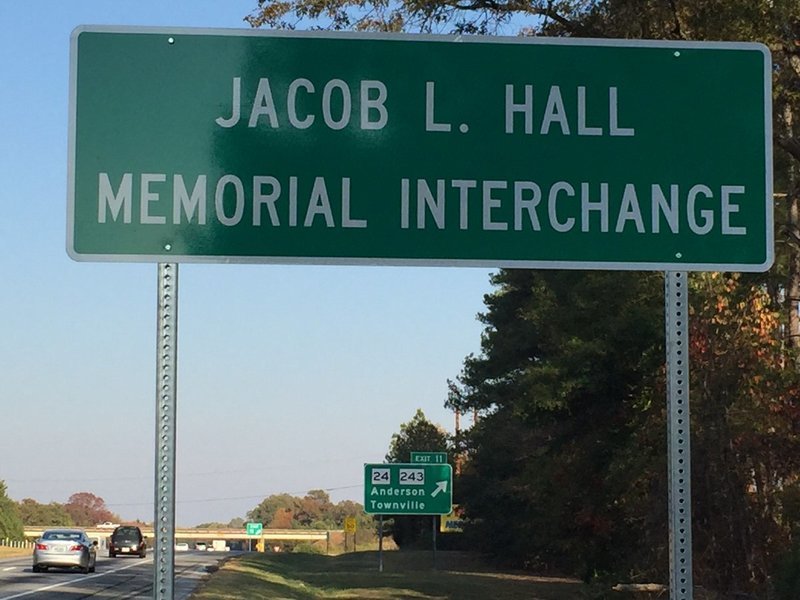 JACOB L. HALL
MEMORIAL INTERCHANGE
EXIT 11
24 243
Anderson
Townville